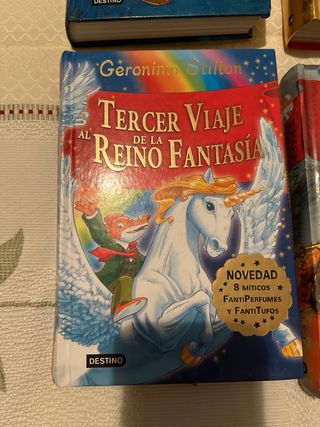 DESTINO
Geronimo Stilton
TERCER VIAJE
AL DE LA
REINO FANTASÍA
NOVEDAD
8 MÍTICOS
FANTIPERFUMES
Y FANTITUFOS
DESTINO